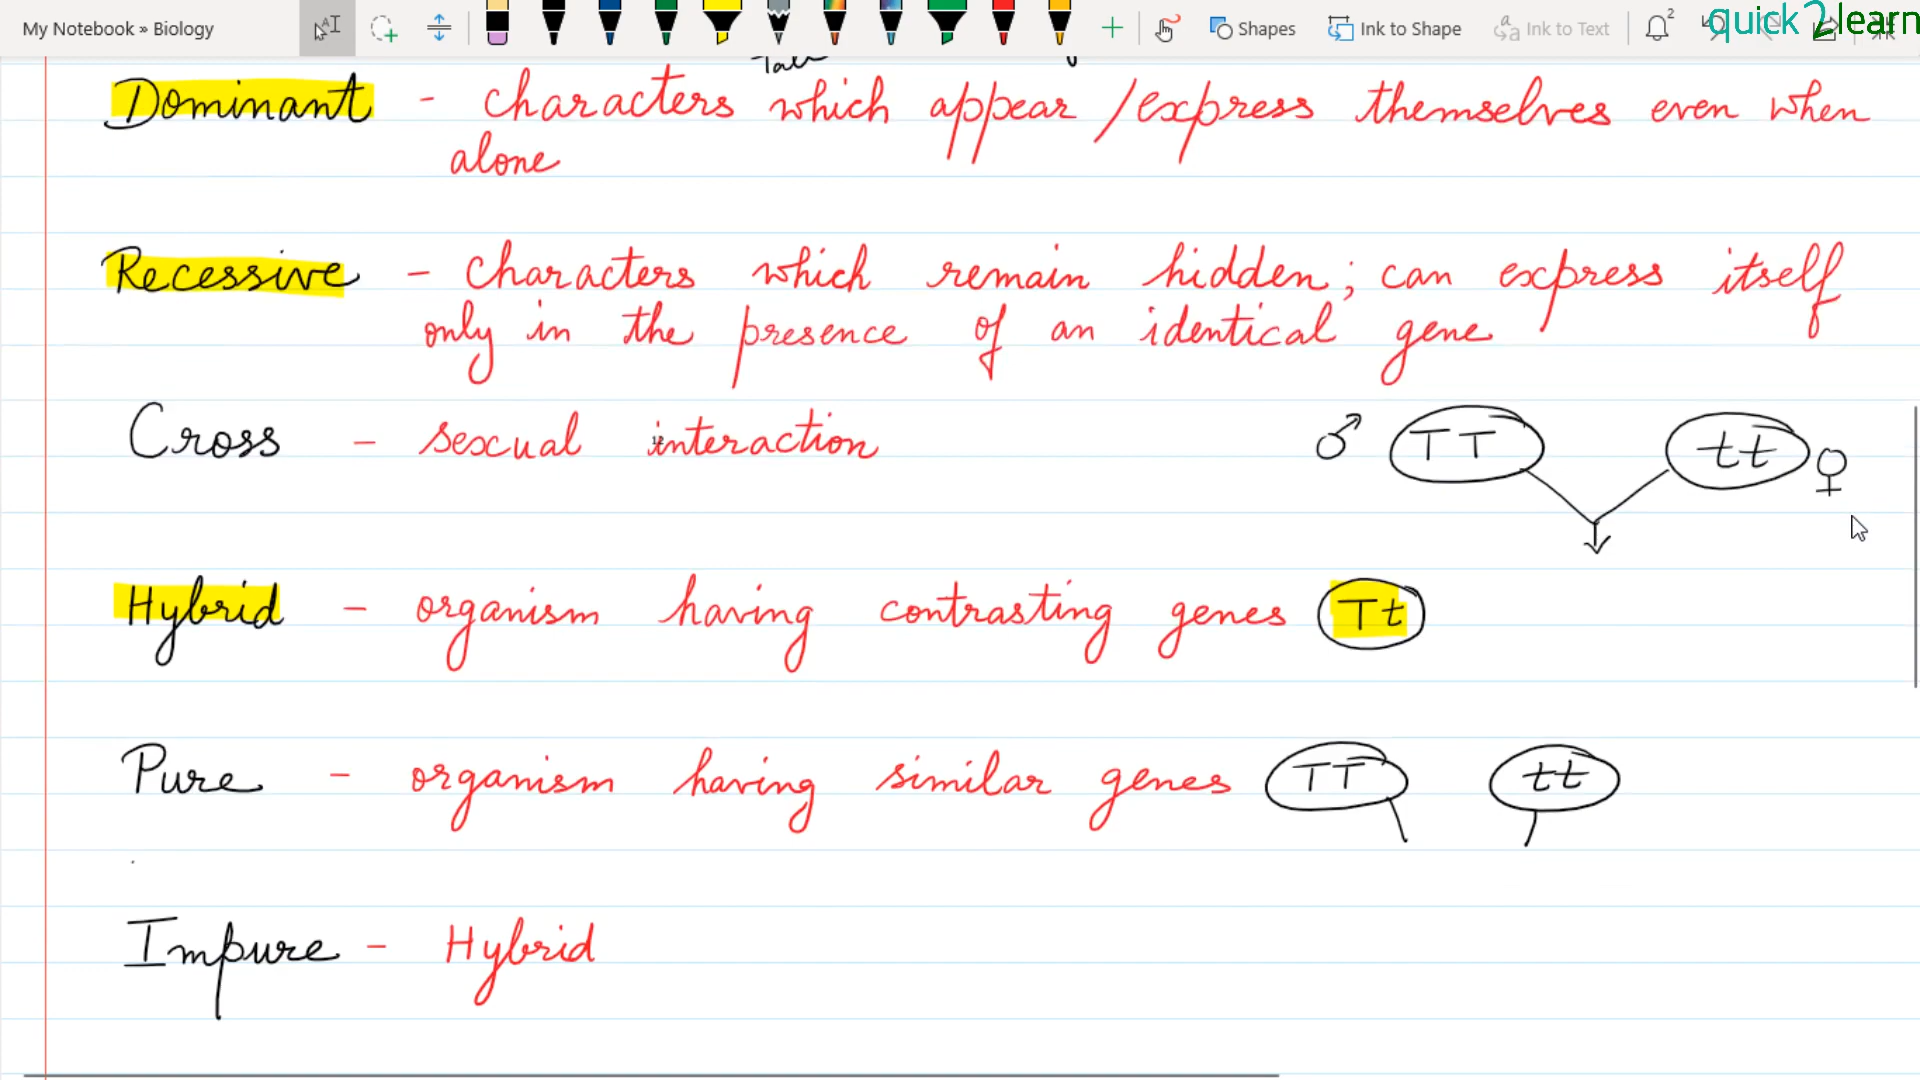 My Notebook » Biology
Shapes
Ink to Shape
Ink to Text
2
quick2learn
Tall
Dominant - characters which appear / express themselves even when
alone
Recessive - characters which remain hidden; can express itself
only in the presence of an identical gene
Cross - sexual interaction ♂ TT tt ♀
Hybrid - organism having contrasting genes Tt
Pure - organism having similar genes TT tt
Impure - Hybrid